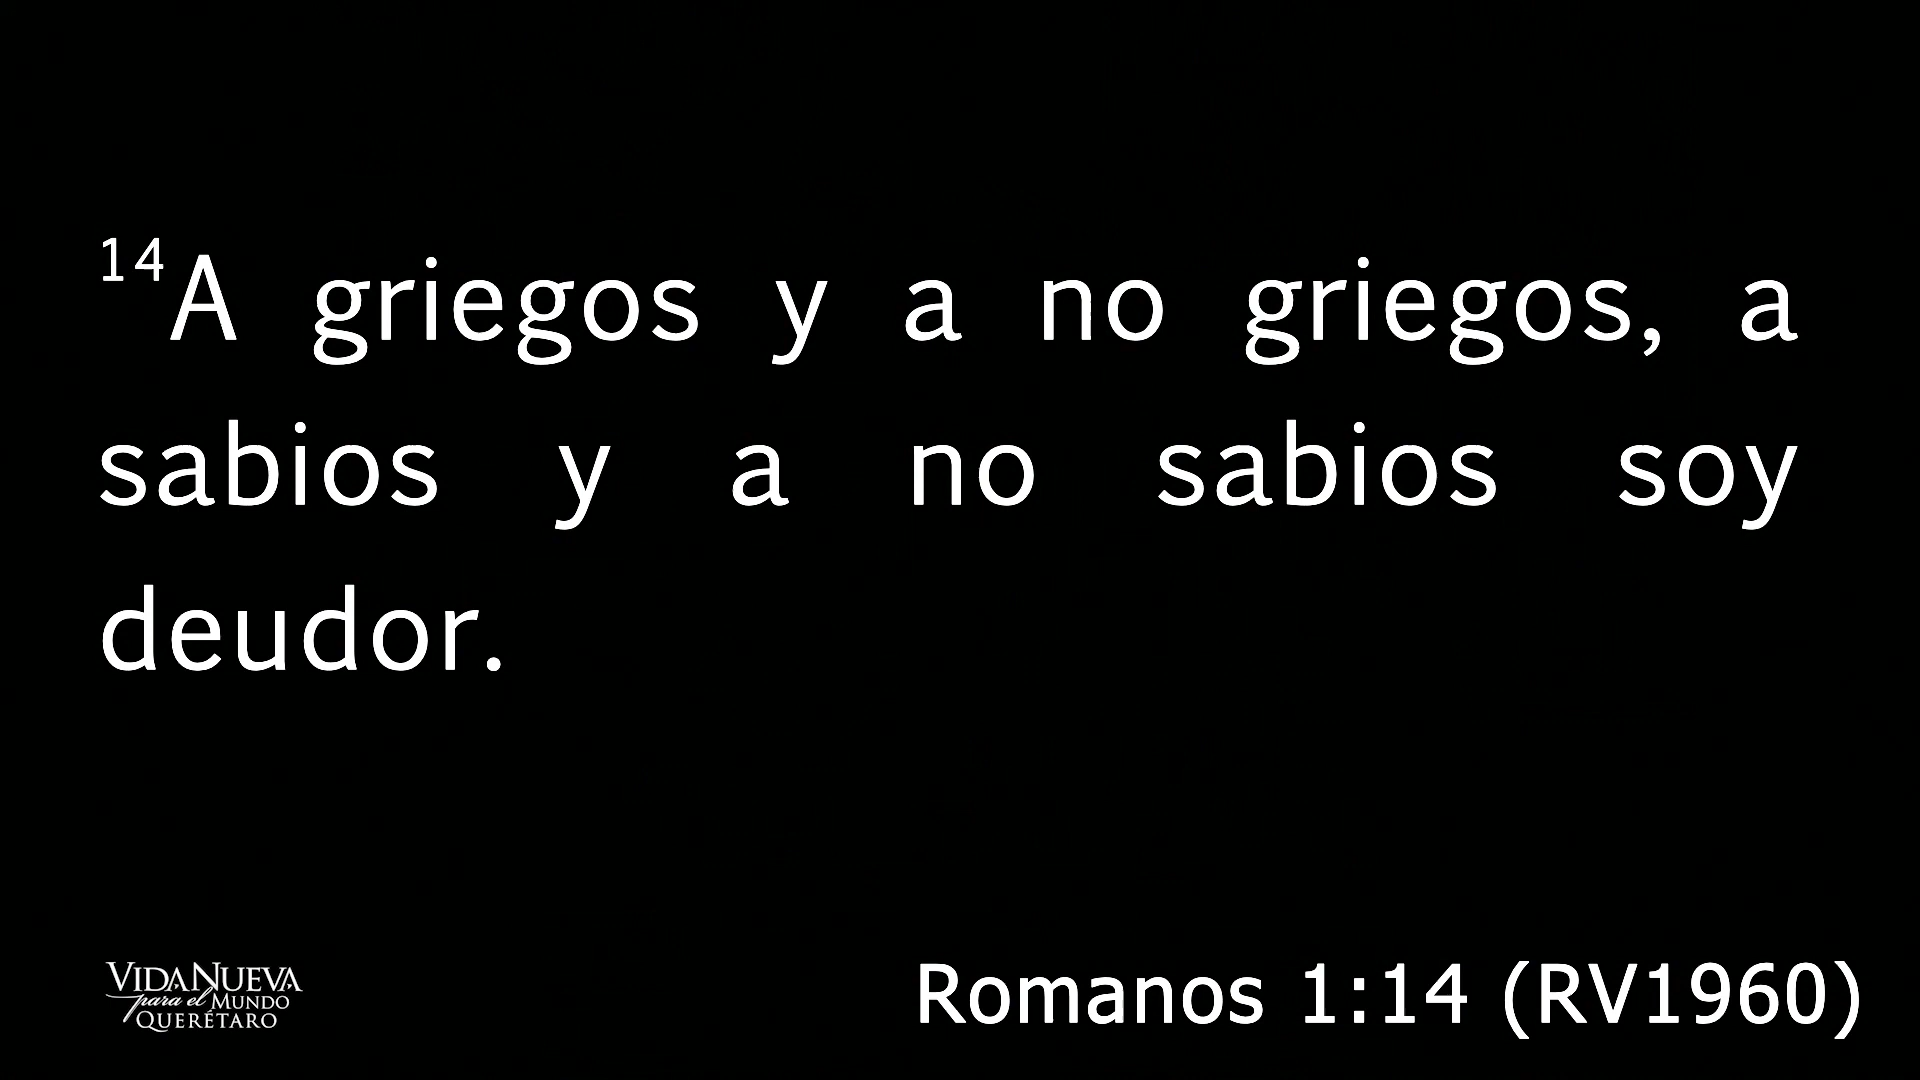 14A griegos y a no griegos, a
sabios y a no sabios soy
deudor.
VIDA NUEVA
para el MUNDO
QUERÉTARO
Romanos 1:14 (RV1960)